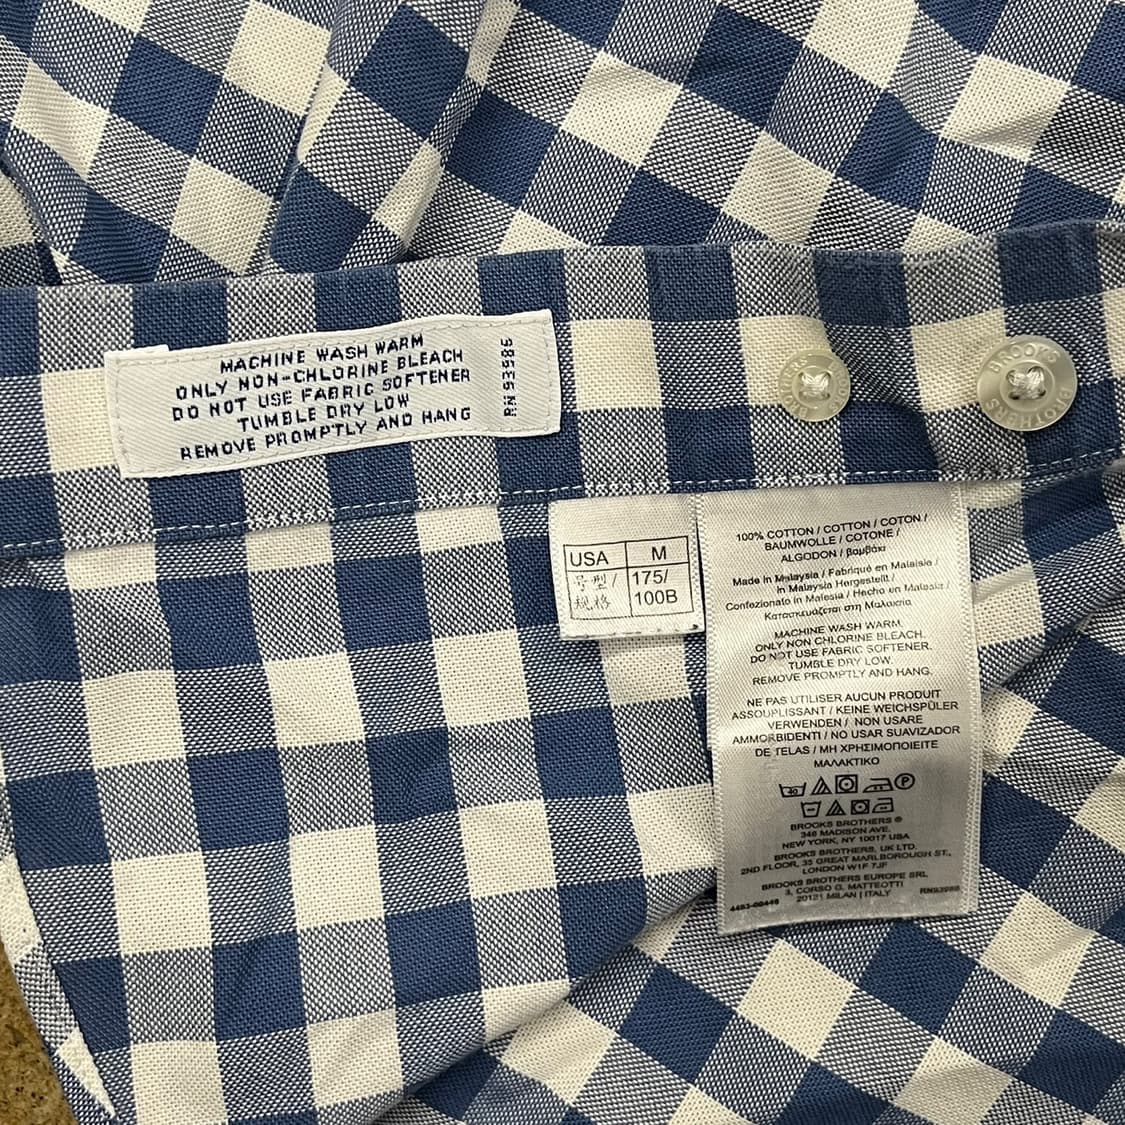 MACHINE WASH WARM
ONLY NON-CHLORINE BLEACH
DO NOT USE FABRIC SOFTENER
TUMBLE DRY LOW
REMOVE PROMPTLY AND HANG
RN 93986
BROOKS BROTHERS
BROOKS BROTHERS
USA M
号型/ 175/
规格 100B
100% COTTON / COTTON / COTON /
BAUMWOLLE / COTONE /
ALGODON / βαμβάκι
Made in Malaysia / Fabriqué en Malaisie /
in Malaysia Hergestellt /
Confezionato in Malesia / Hecho en Malasia /
Κατασκευάζεται στη Μαλαισία
MACHINE WASH WARM.
ONLY NON CHLORINE BLEACH.
DO NOT USE FABRIC SOFTENER.
TUMBLE DRY LOW.
REMOVE PROMPTLY AND HANG.
NE PAS UTILISER AUCUN PRODUIT
ASSOUPLISSANT / KEINE WEICHSPÜLER
VERWENDEN / NON USARE
AMMORBIDENTI / NO USAR SUAVIZADOR
DE TELAS / ΜΗ ΧΡΗΣΙΜΟΠΟΙΕΙΤΕ
ΜΑΛΑΚΤΙΚΟ
40 P
BROOKS BROTHERS ®
346 MADISON AVE.
NEW YORK, NY 10017 USA
BROOKS BROTHERS, UK LTD.
2ND FLOOR, 35 GREAT MARLBOROUGH ST.,
LONDON W1F 7JF
BROOKS BROTHERS EUROPE SRL
3, CORSO G. MATTEOTTI
20121 MILAN | ITALY
4453-00446 RN93986